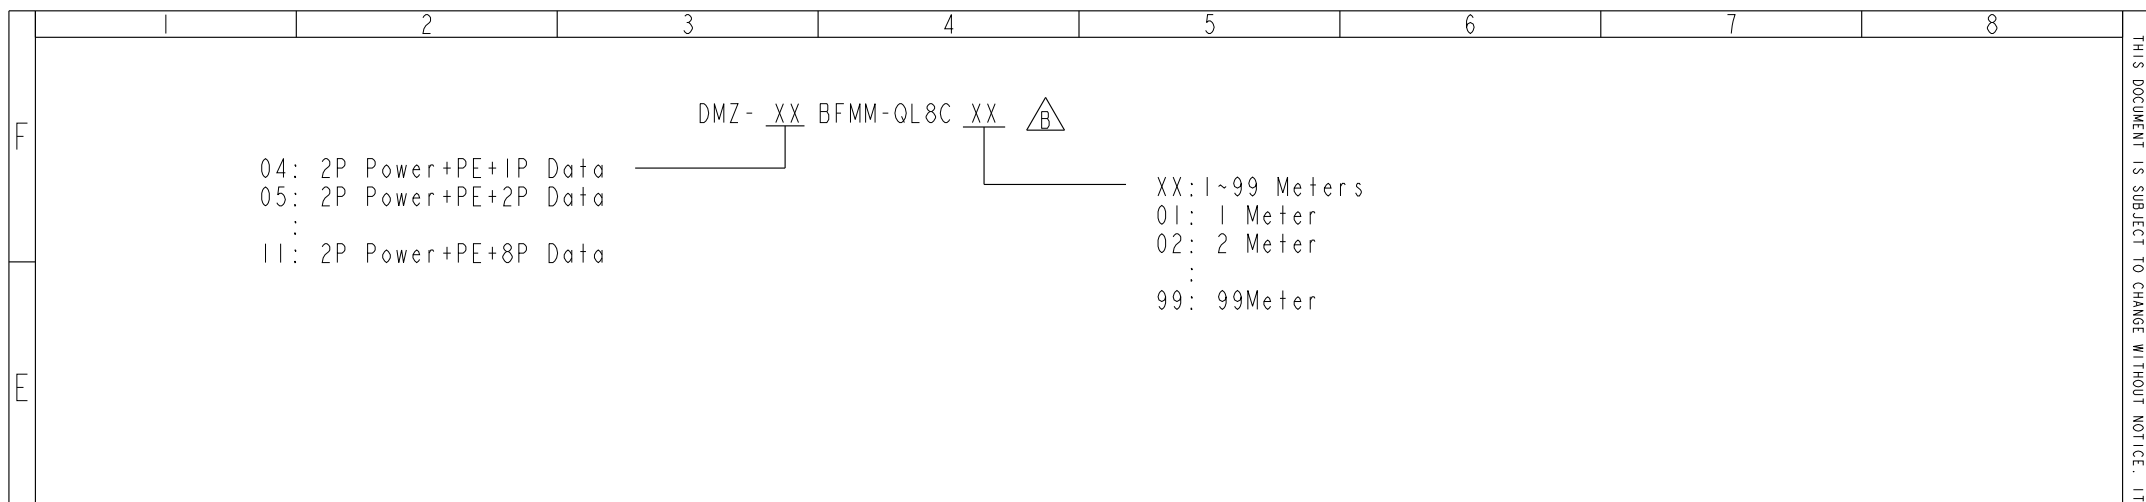 1 2 3 4 5 6 7 8
DMZ- XX BFMM-QL8C XX B
F
04: 2P Power+PE+1P Data
05: 2P Power+PE+2P Data
:
11: 2P Power+PE+8P Data
XX:1~99 Meters
01: 1 Meter
02: 2 Meter
:
99: 99Meter
E
THIS DOCUMENT IS SUBJECT TO CHANGE WITHOUT NOTICE. IT